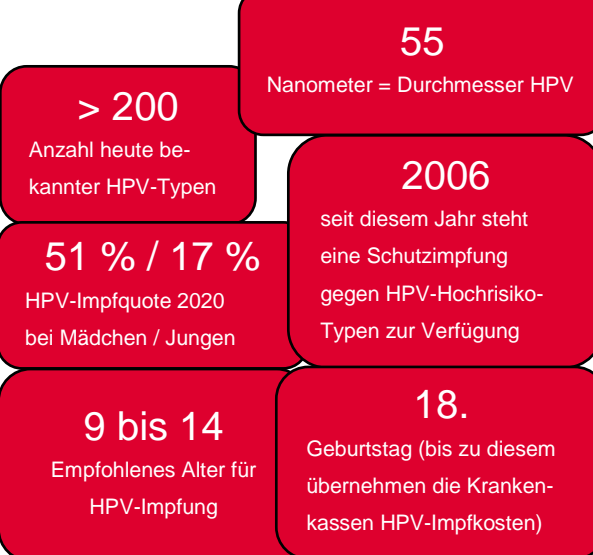 55
Nanometer = Durchmesser HPV
> 200
Anzahl heute be-
kannter HPV-Typen
2006
seit diesem Jahr steht
eine Schutzimpfung
gegen HPV-Hochrisiko-
Typen zur Verfügung
51 % / 17 %
HPV-Impfquote 2020
bei Mädchen / Jungen
9 bis 14
Empfohlenes Alter für
HPV-Impfung
18.
Geburtstag (bis zu diesem
übernehmen die Kranken-
kassen HPV-Impfkosten)